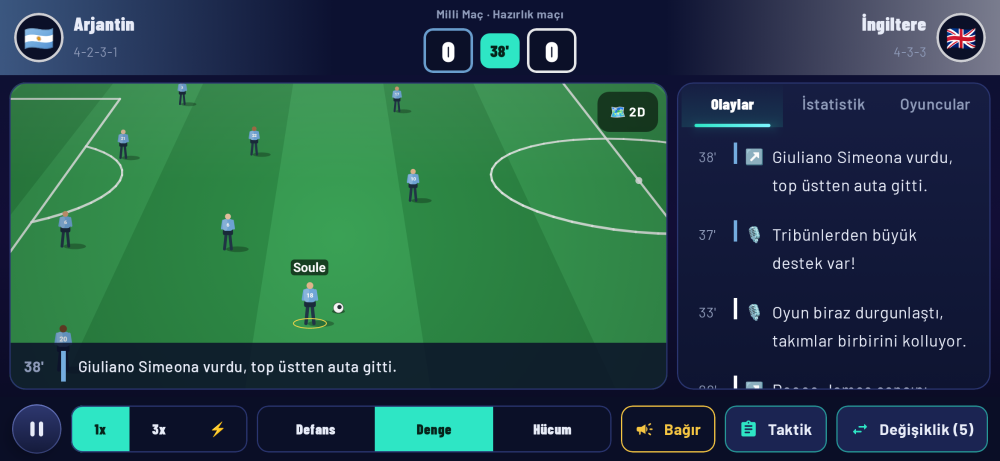 Arjantin
4-2-3-1
Milli Maç · Hazırlık maçı
0
38'
0
İngiltere
4-3-3
2D
Soule
19
20
38' Giuliano Simeona vurdu, top üstten auta gitti.
Olaylar
İstatistik
Oyuncular
38' Giuliano Simeona vurdu,
top üstten auta gitti.
37' Tribünlerden büyük
destek var!
33' Oyun biraz durgunlaştı,
takımlar birbirini kolluyor.
1x
3x
Defans
Denge
Hücum
Bağır
Taktik
Değişiklik (5)